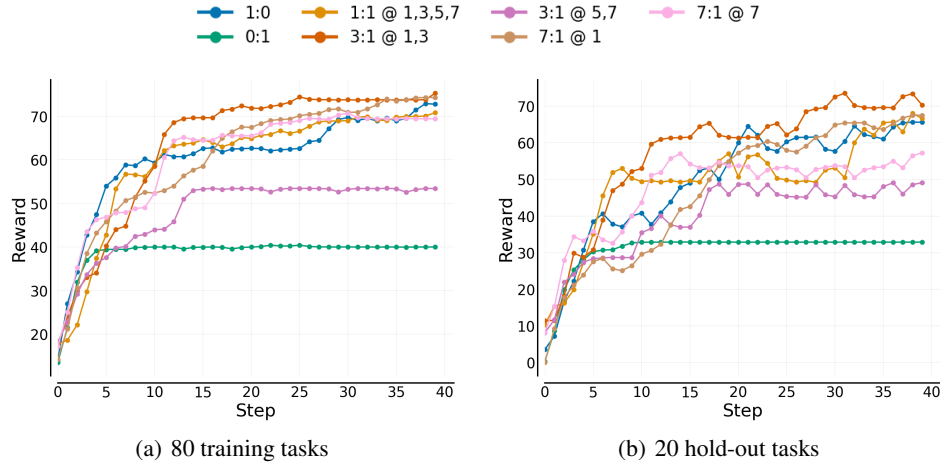 1:0 1:1 @ 1,3,5,7 3:1 @ 5,7 7:1 @ 7
0:1 3:1 @ 1,3 7:1 @ 1
Reward
70
60
50
40
30
20
0 5 10 15 20 25 30 35 40
Step
(a) 80 training tasks
Reward
70
60
50
40
30
20
10
0
0 5 10 15 20 25 30 35 40
Step
(b) 20 hold-out tasks